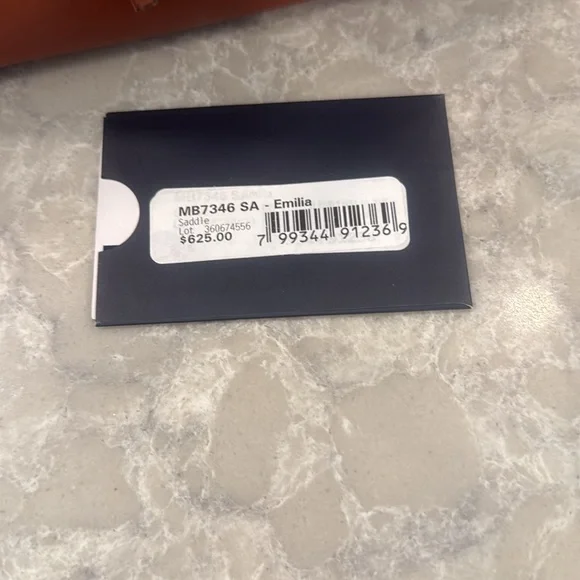 MB7346 SA - Emilia
Saddle
Lot 360674556
$625.00
7 99344 91236 9